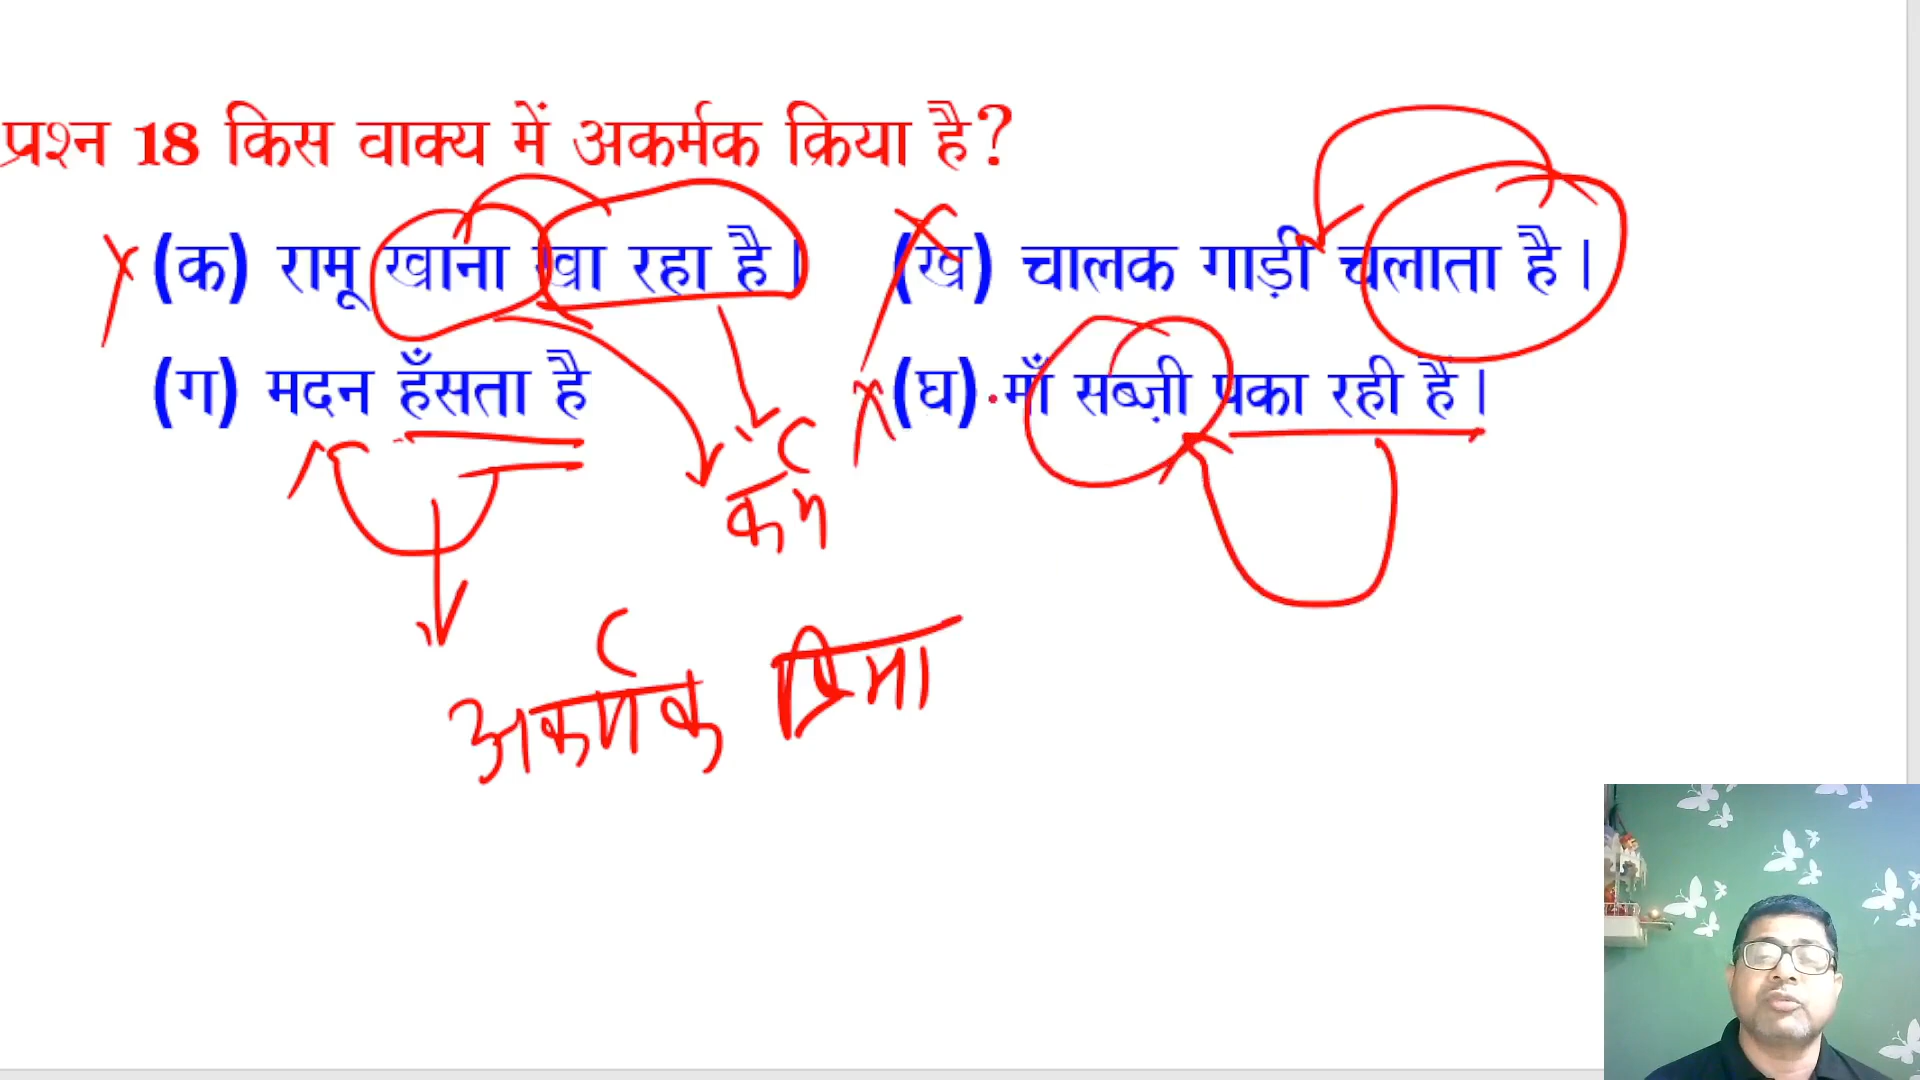 प्रश्न 18 किस वाक्य में अकर्मक क्रिया है?
(क) रामू खाना खा रहा है। (ख) चालक गाड़ी चलाता है।
(ग) मदन हँसता है (घ) माँ सब्ज़ी पका रही है।
कर्म
अकर्मक क्रिया